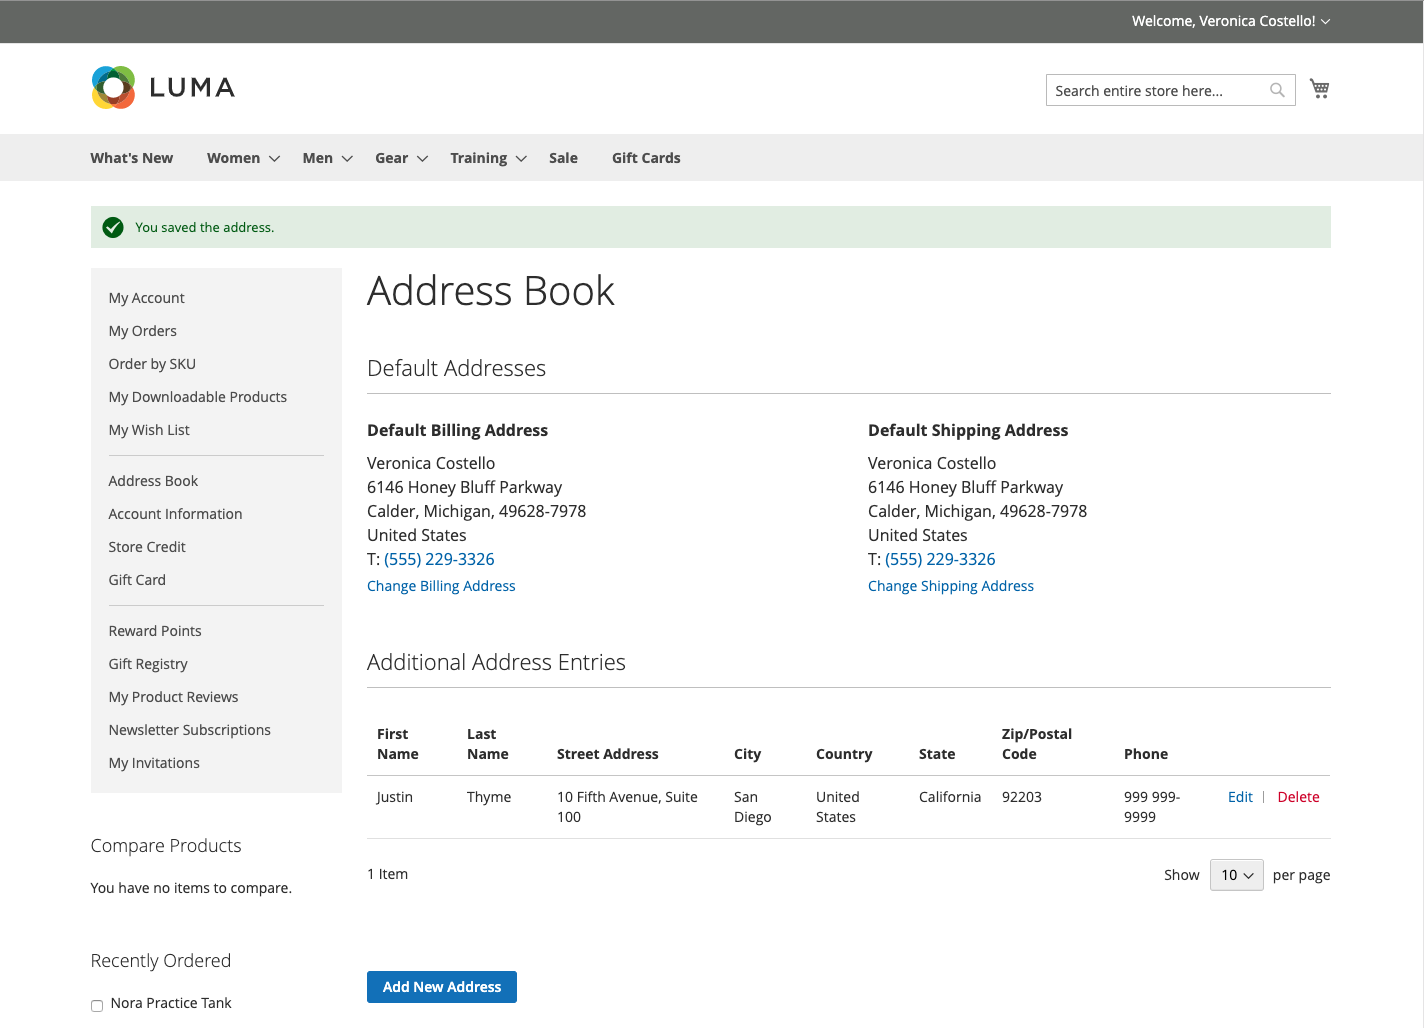 Welcome, Veronica Costello!
LUMA
Search entire store here...
What's New Women Men Gear Training Sale Gift Cards
You saved the address.
My Account
My Orders
Order by SKU
My Downloadable Products
My Wish List
Address Book
Account Information
Store Credit
Gift Card
Reward Points
Gift Registry
My Product Reviews
Newsletter Subscriptions
My Invitations
Compare Products
You have no items to compare.
Recently Ordered
Nora Practice Tank
Address Book
Default Addresses
Default Billing Address
Veronica Costello
6146 Honey Bluff Parkway
Calder, Michigan, 49628-7978
United States
T: (555) 229-3326
Change Billing Address
Default Shipping Address
Veronica Costello
6146 Honey Bluff Parkway
Calder, Michigan, 49628-7978
United States
T: (555) 229-3326
Change Shipping Address
Additional Address Entries
First Last Zip/Postal
Name Name Street Address City Country State Code Phone
Justin Thyme 10 Fifth Avenue, Suite San United California 92203 999 999- Edit | Delete
100 Diego States 9999
1 Item Show 10 per page
Add New Address